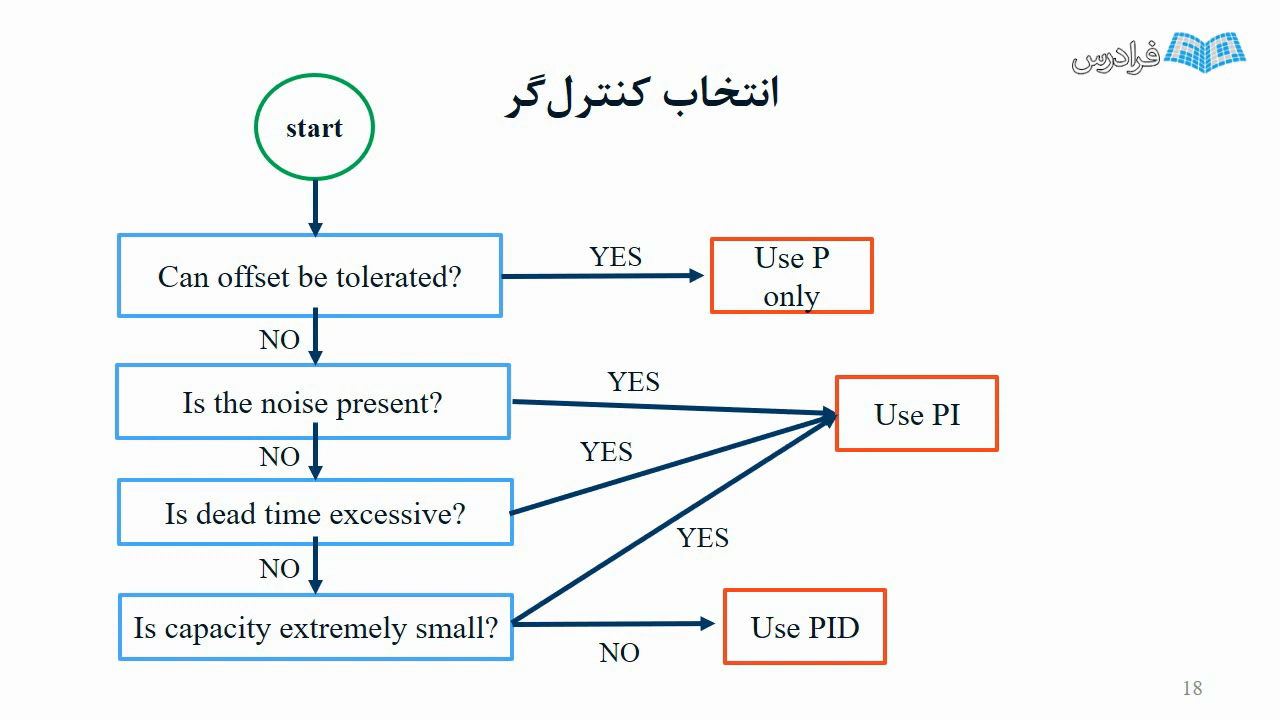 فرادرس
انتخاب کنترل‌گر
start
Can offset be tolerated?
YES
Use P
only
NO
Is the noise present?
YES
Use PI
NO
YES
Is dead time excessive?
YES
NO
Is capacity extremely small?
NO
Use PID
18